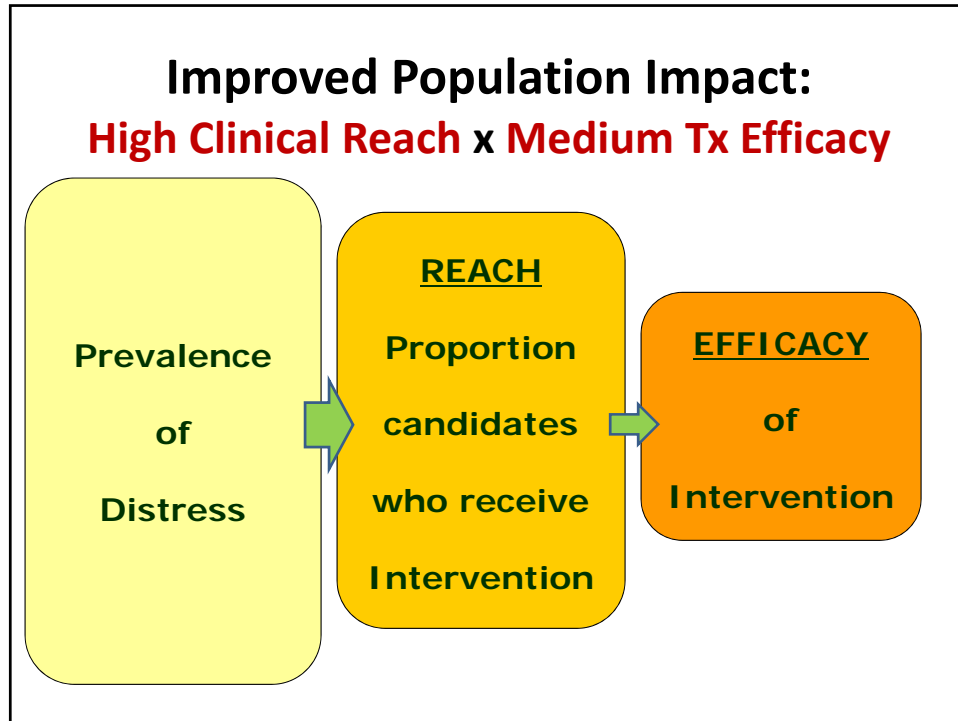 Improved Population Impact:
High Clinical Reach x Medium Tx Efficacy
Prevalence
of
Distress
REACH
Proportion
candidates
who receive
Intervention
EFFICACY
of
Intervention